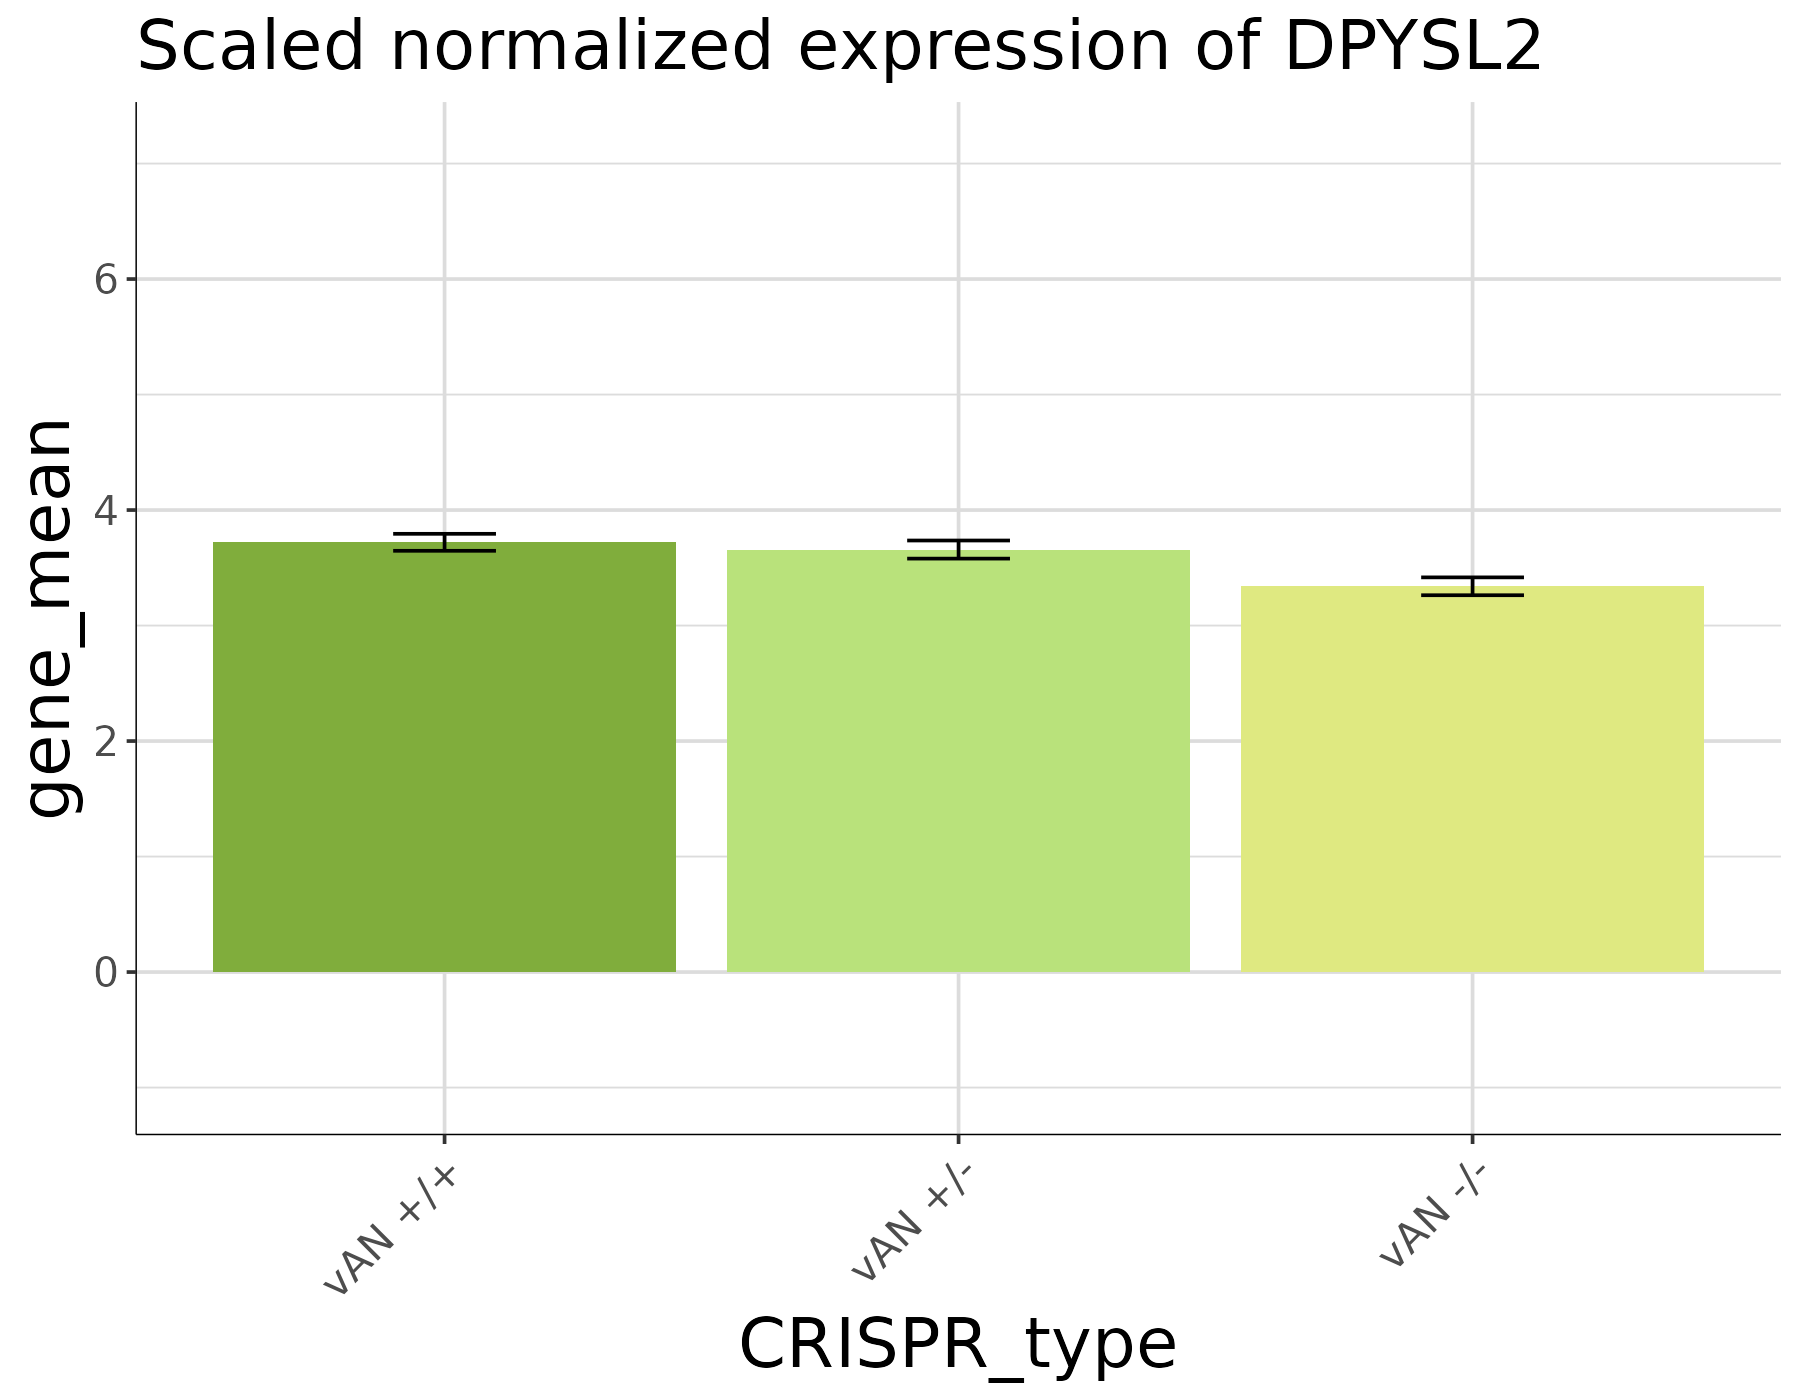 Scaled normalized expression of DPYSL2
gene_mean
6
4
2
0
vAN +/+
vAN +/-
vAN -/-
CRISPR_type